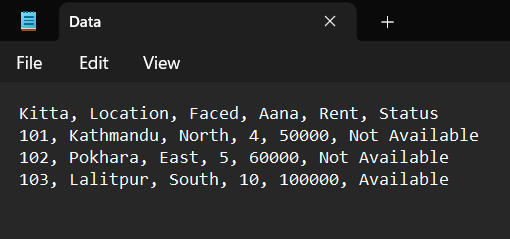 Data
File Edit View
Kitta, Location, Faced, Aana, Rent, Status
101, Kathmandu, North, 4, 50000, Not Available
102, Pokhara, East, 5, 60000, Not Available
103, Lalitpur, South, 10, 100000, Available